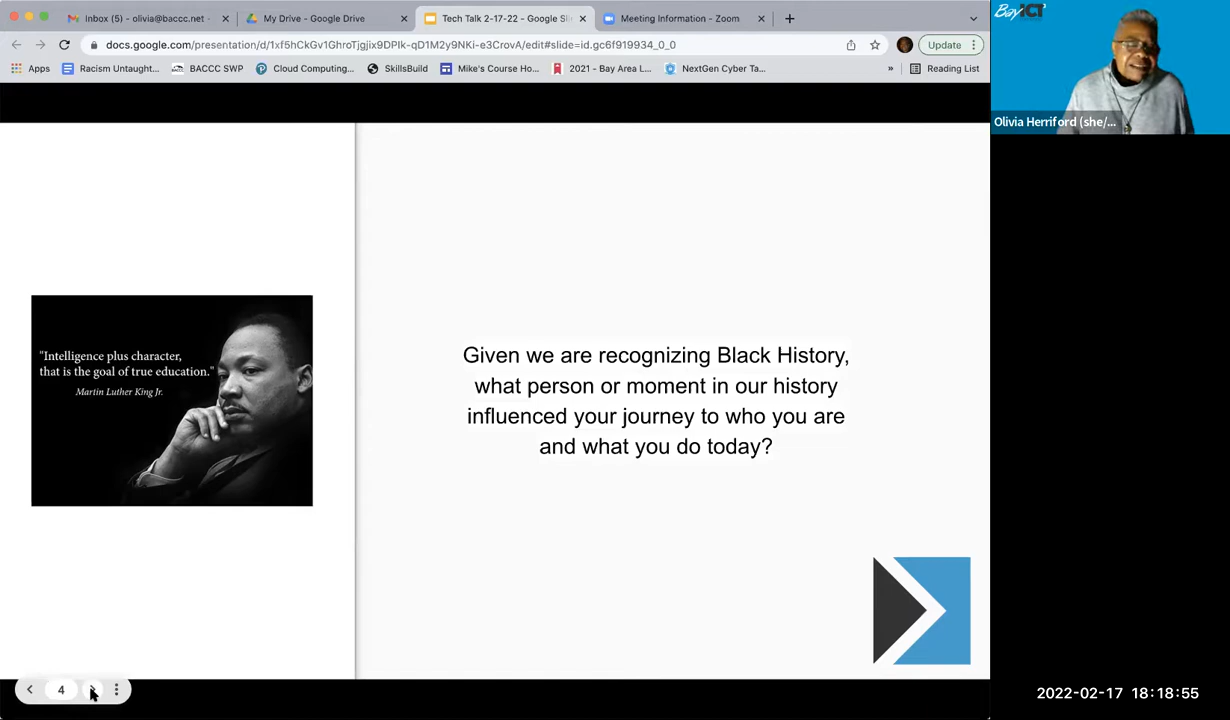 Inbox (5) - olivia@baccc.net -
My Drive - Google Drive
Tech Talk 2-17-22 - Google Sli
Meeting Information - Zoom
docs.google.com/presentation/d/1xf5hCkGv1GhroTjgjix9DPIk-qD1M2y9NKi-e3CrovA/edit#slide=id.gc6f919934_0_0
Update
Apps
Racism Untaught...
BACCC SWP
Cloud Computing...
SkillsBuild
Mike's Course Ho...
2021 - Bay Area L...
NextGen Cyber Ta...
»
Reading List
BayICT
Olivia Herriford (she/...
"Intelligence plus character,
that is the goal of true education."
Martin Luther King Jr.
Given we are recognizing Black History,
what person or moment in our history
influenced your journey to who you are
and what you do today?
4
2022-02-17 18:18:55